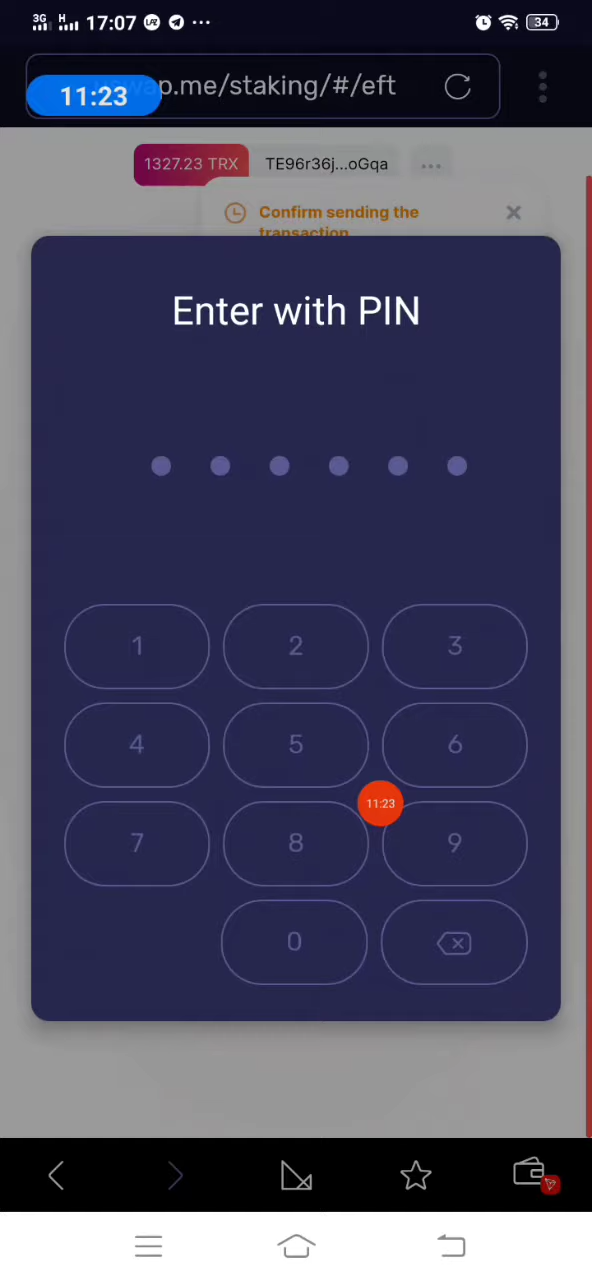 3G H 17:07 ... 34
11:23 p.me/staking/#/eft
1327.23 TRX TE96r36j...oGqa ...
Confirm sending the
transaction
Enter with PIN
1 2 3
4 5 6
11:23
7 8 9
0